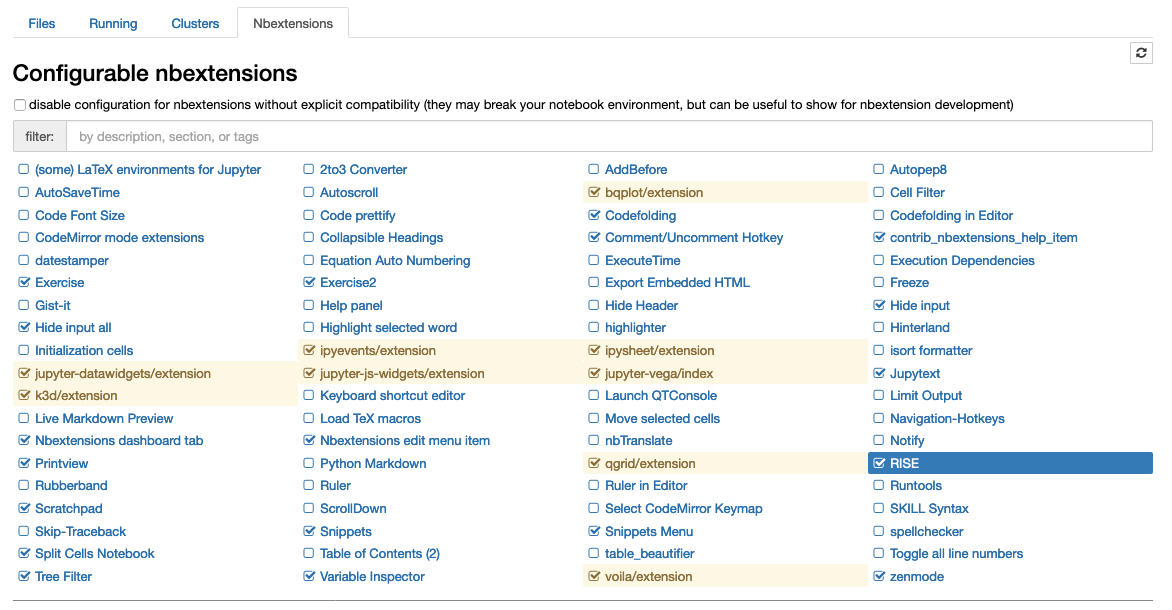 Files Running Clusters Nbextensions
Configurable nbextensions
disable configuration for nbextensions without explicit compatibility (they may break your notebook environment, but can be useful to show for nbextension development)
filter: by description, section, or tags
(some) LaTeX environments for Jupyter 2to3 Converter AddBefore Autopep8
AutoSaveTime Autoscroll bqplot/extension Cell Filter
Code Font Size Code prettify Codefolding Codefolding in Editor
CodeMirror mode extensions Collapsible Headings Comment/Uncomment Hotkey contrib_nbextensions_help_item
datestamper Equation Auto Numbering ExecuteTime Execution Dependencies
Exercise Exercise2 Export Embedded HTML Freeze
Gist-it Help panel Hide Header Hide input
Hide input all Highlight selected word highlighter Hinterland
Initialization cells ipyevents/extension ipysheet/extension isort formatter
jupyter-datawidgets/extension jupyter-js-widgets/extension jupyter-vega/index Jupytext
k3d/extension Keyboard shortcut editor Launch QTConsole Limit Output
Live Markdown Preview Load TeX macros Move selected cells Navigation-Hotkeys
Nbextensions dashboard tab Nbextensions edit menu item nbTranslate Notify
Printview Python Markdown qgrid/extension RISE
Rubberband Ruler Ruler in Editor Runtools
Scratchpad ScrollDown Select CodeMirror Keymap SKILL Syntax
Skip-Traceback Snippets Snippets Menu spellchecker
Split Cells Notebook Table of Contents (2) table_beautifier Toggle all line numbers
Tree Filter Variable Inspector voila/extension zenmode